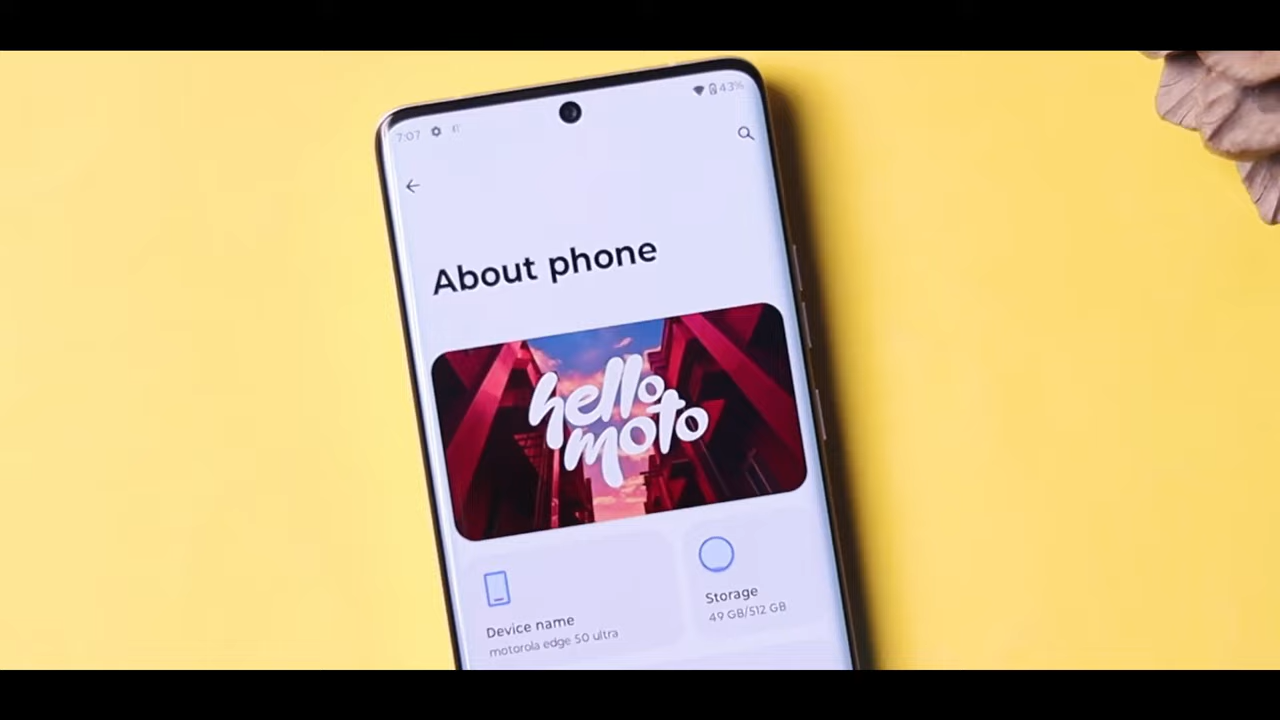 7:07 43%
About phone
hello
moto
Device name
motorola edge 50 ultra
Storage
49 GB/512 GB